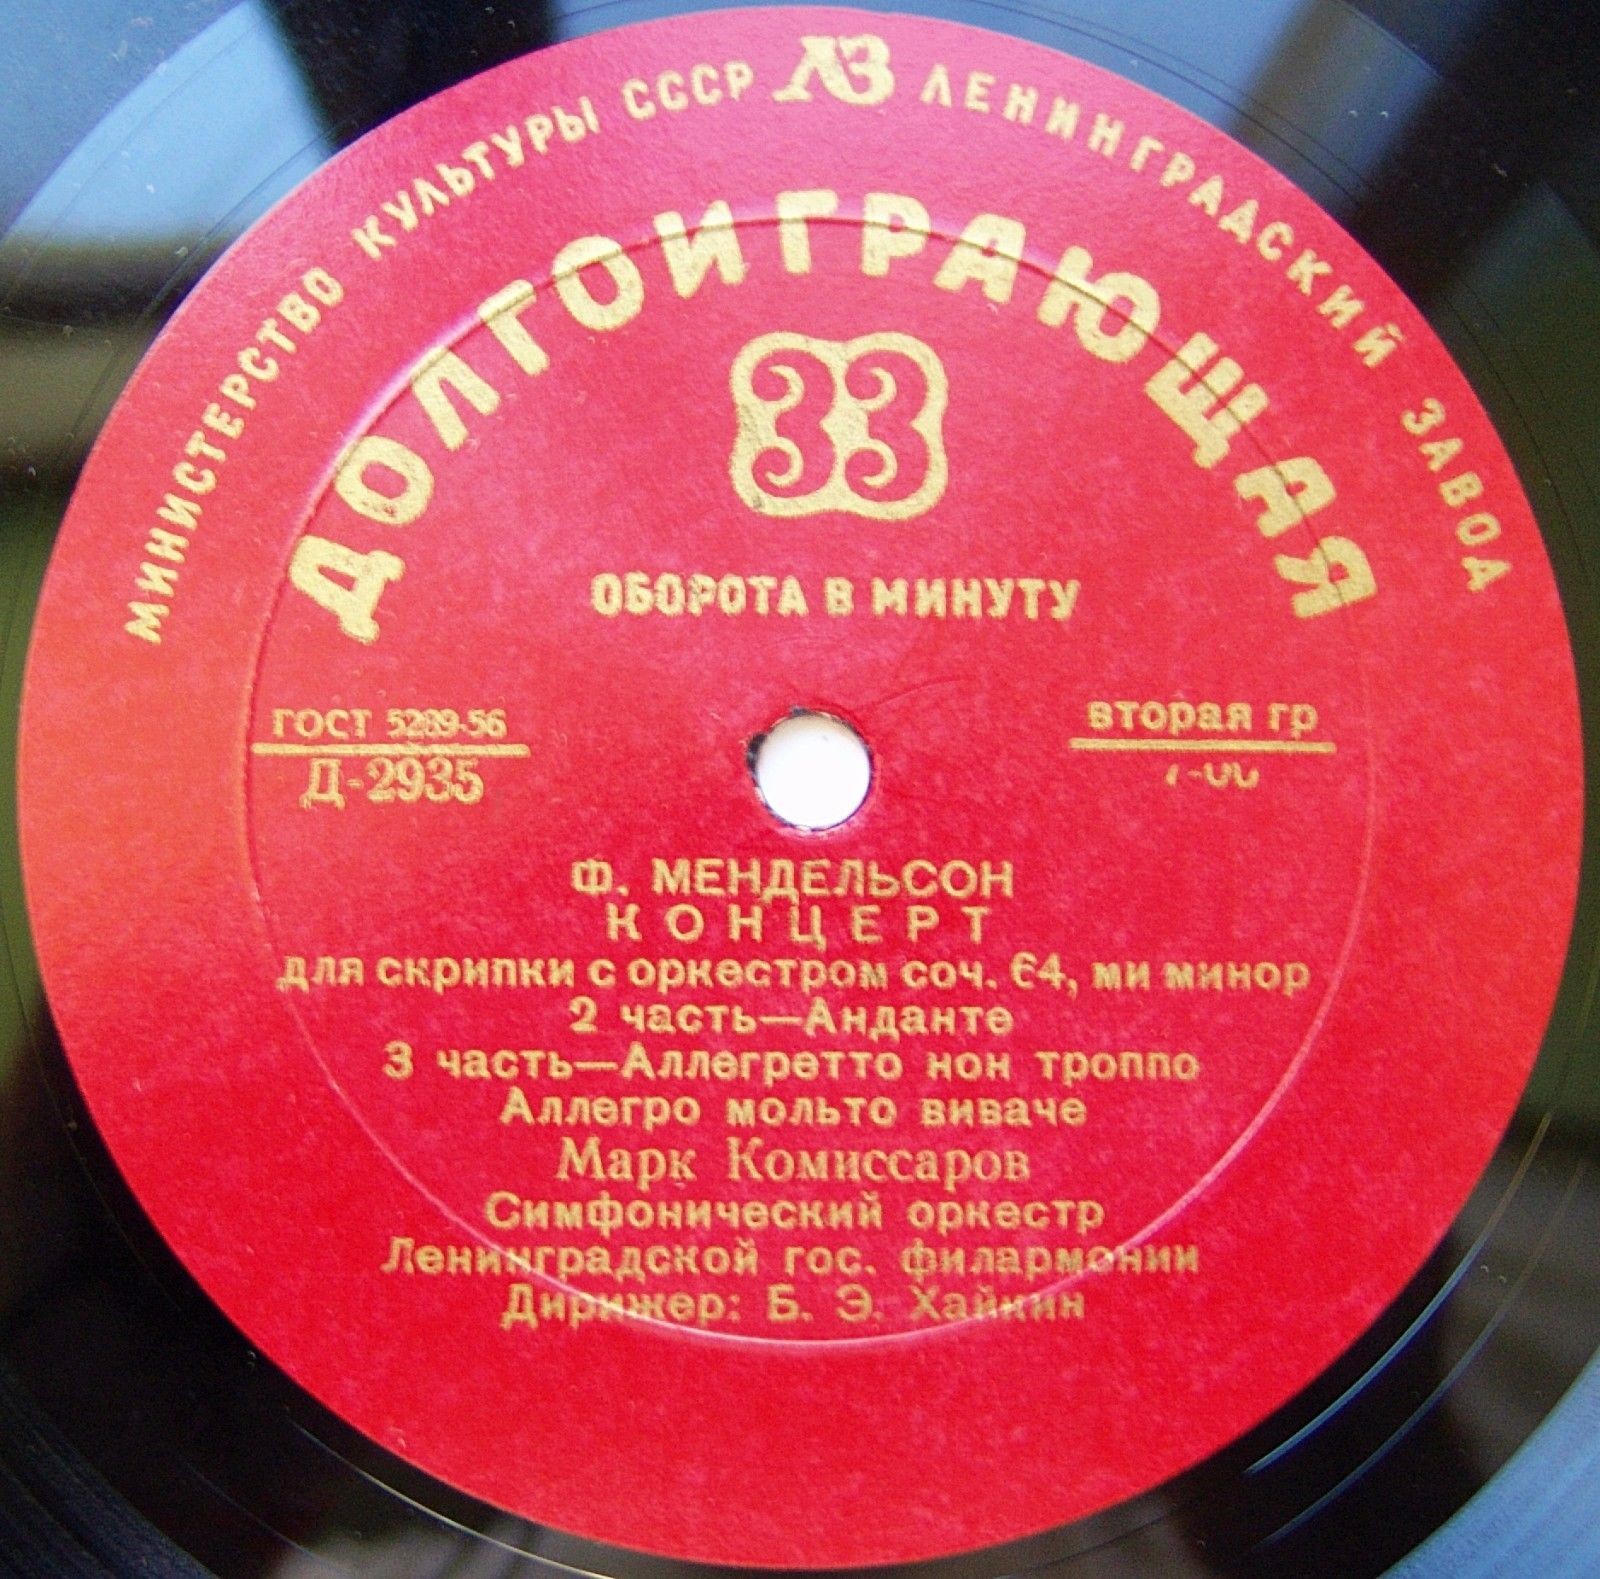 МИНИСТЕРСТВО КУЛЬТУРЫ СССР ЛЗ ЛЕНИНГРАДСКИЙ ЗАВОД
ДОЛГОИГРАЮЩАЯ
33
ОБОРОТА В МИНУТУ
ГОСТ 5289-56
Д-2935
вторая гр
Ф. МЕНДЕЛЬСОН
КОНЦЕРТ
для скрипки с оркестром соч. 64, ми минор
2 часть—Анданте
3 часть—Аллегретто нон троппо
Аллегро мольто виваче
Марк Комиссаров
Симфонический оркестр
Ленинградской гос. филармонии
Дирижер: Б. Э. Хайкин